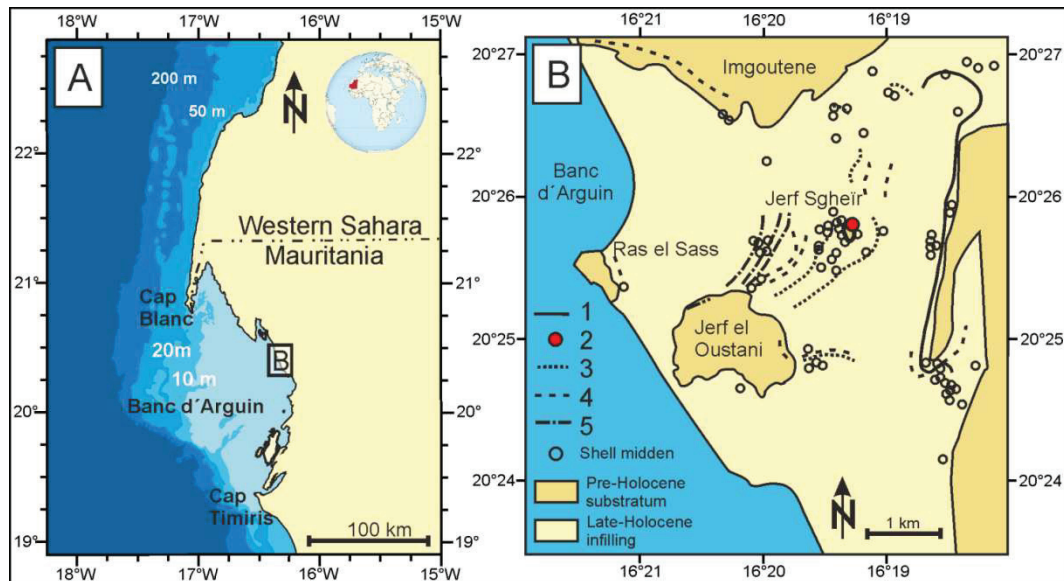 18°W 17°W 16°W 15°W
A
200 m
50 m
N
22° 22°
Western Sahara
Mauritania
21° 21°
Cap
Blanc
20m
B
10 m
Banc d´Arguin
20° 20°
Cap
Timiris
100 km
19° 19°
18°W 17°W 16°W 15°W
16°21 16°20 16°19
B
20°27 20°27
Imgoutene
Banc
d´Arguin
20°26 20°26
Jerf Sgheïr
Ras el Sass
20°25 20°25
Jerf el
Oustani
1
2
3
4
5
Shell midden
Pre-Holocene
substratum
Late-Holocene
infilling
20°24 20°24
N
1 km
16°21 16°20 16°19